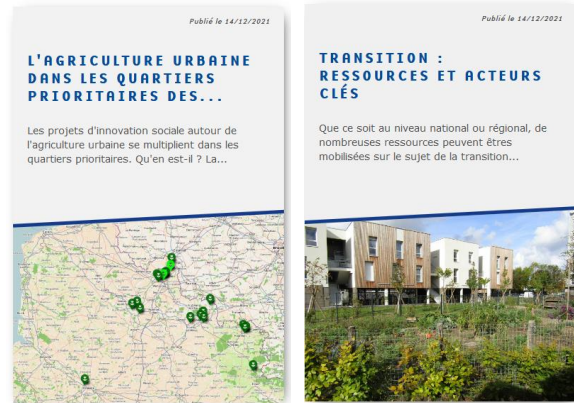 Publié le 14/12/2021
L'AGRICULTURE URBAINE
DANS LES QUARTIERS
PRIORITAIRES DES...
Les projets d'innovation sociale autour de
l'agriculture urbaine se multiplient dans les
quartiers prioritaires. Qu'en est-il ? La...
Publié le 14/12/2021
TRANSITION :
RESSOURCES ET ACTEURS
CLÉS
Que ce soit au niveau national ou régional, de
nombreuses ressources peuvent êtres
mobilisées sur le sujet de la transition...